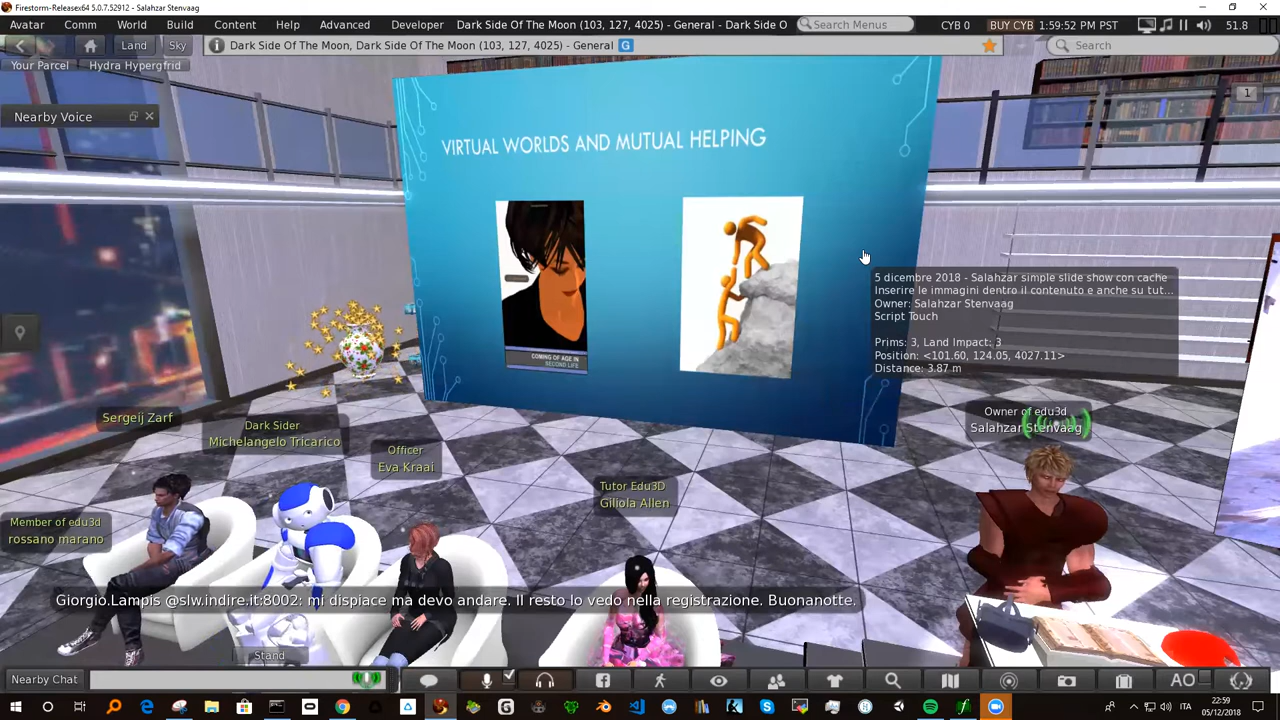 Firestorm-Releasex64 5.0.7.52912 - Salahzar Stenvaag
Avatar Comm World Build Content Help Advanced Developer Dark Side Of The Moon (103, 127, 4025) - General - Dark Side O Search Menus CYB 0 BUY CYB 1:59:52 PM PST 51.8
Land Sky Dark Side Of The Moon, Dark Side Of The Moon (103, 127, 4025) - General G Search
Your Parcel Hydra Hypergfrid
1
Nearby Voice
VIRTUAL WORLDS AND MUTUAL HELPING
COMING OF AGE IN
SECOND LIFE
5 dicembre 2018 - Salahzar simple slide show con cache
Inserire le immagini dentro il contenuto e anche su tut...
Owner: Salahzar Stenvaag
Script Touch
Prims: 3, Land Impact: 3
Position: <101.60, 124.05, 4027.11>
Distance: 3.87 m
Sergeij Zarf
Dark Sider
Michelangelo Tricarico
Officer
Eva Kraai
Tutor Edu3D
Giliola Allen
Owner of edu3d
Salahzar Stenvaag
Member of edu3d
rossano marano
Giorgio.Lampis @slw.indire.it:8002: mi dispiace ma devo andare. Il resto lo vedo nella registrazione. Buonanotte.
Stand
Nearby Chat
AO
ITA
22:59
05/12/2018